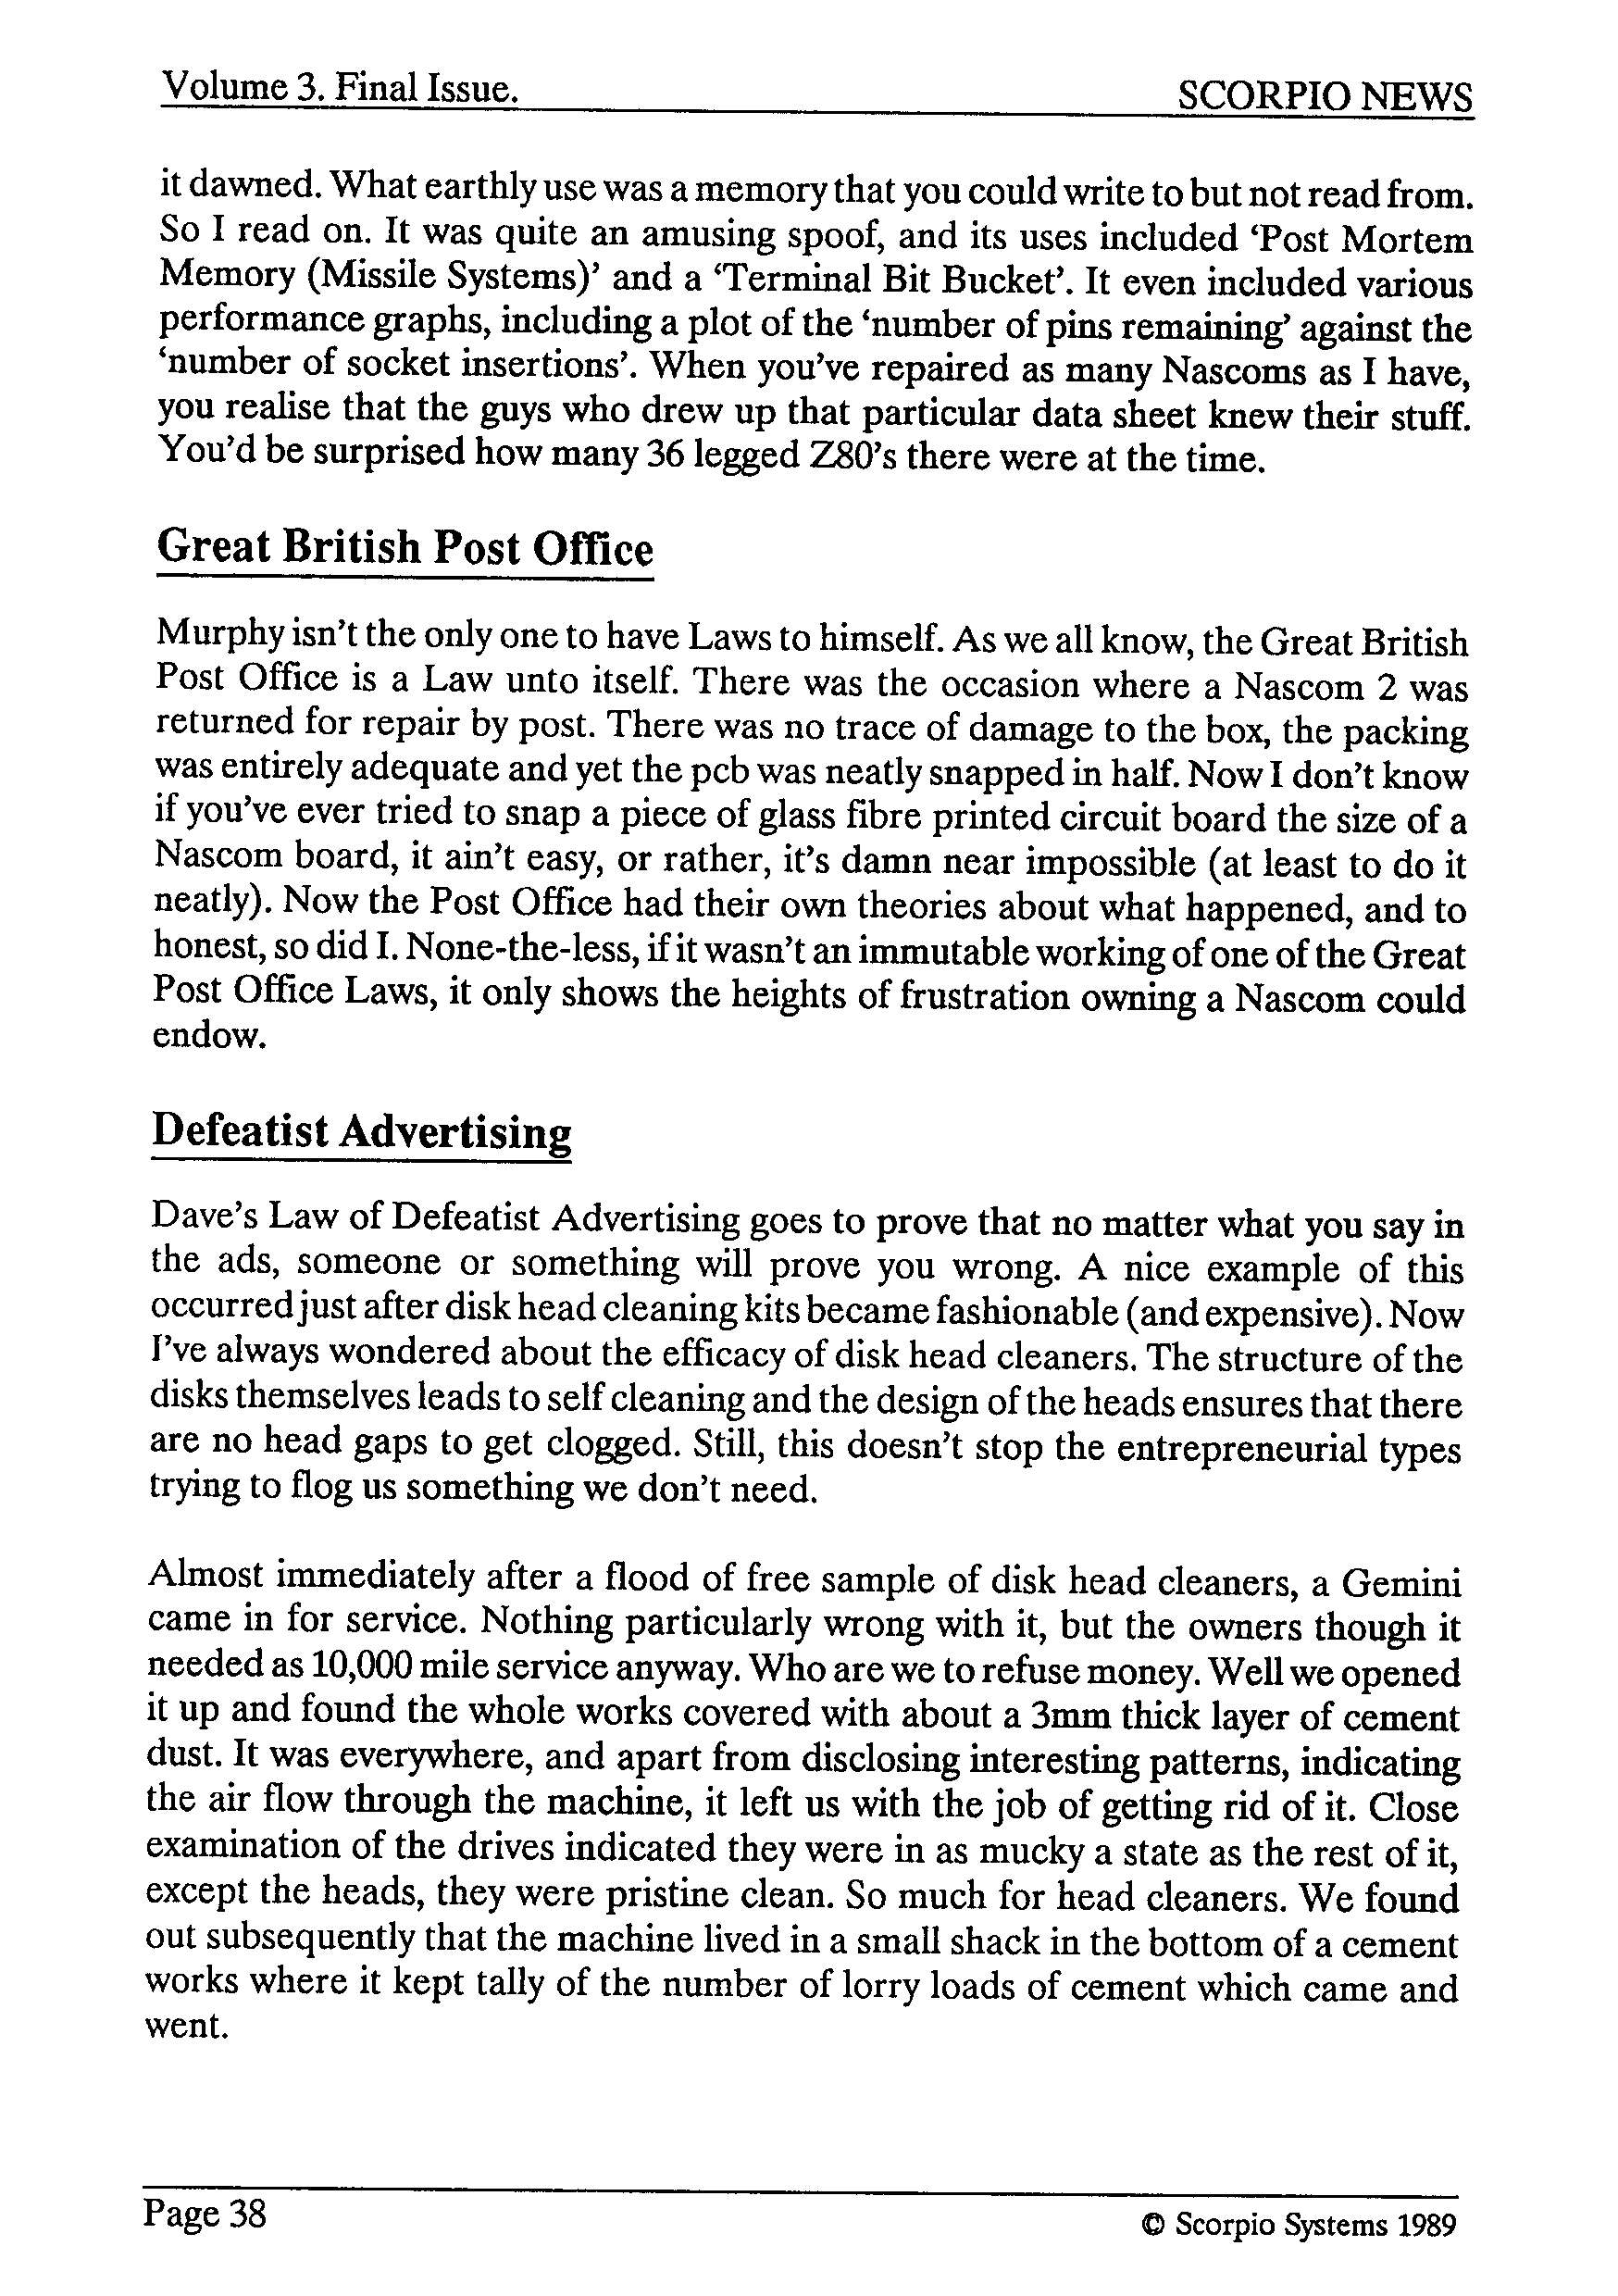 Volume 3. Final Issue. SCORPIO NEWS
it dawned. What earthly use was a memory that you could write to but not read from.
So I read on. It was quite an amusing spoof, and its uses included ‘Post Mortem
Memory (Missile Systems)’ and a ‘Terminal Bit Bucket’. It even included various
performance graphs, including a plot of the ‘number of pins remaining’ against the
‘number of socket insertions’. When you’ve repaired as many Nascoms as I have,
you realise that the guys who drew up that particular data sheet knew their stuff.
You’d be surprised how many 36 legged Z80’s there were at the time.
Great British Post Office
Murphy isn’t the only one to have Laws to himself. As we all know, the Great British
Post Office is a Law unto itself. There was the occasion where a Nascom 2 was
returned for repair by post. There was no trace of damage to the box, the packing
was entirely adequate and yet the pcb was neatly snapped in half. Now I don’t know
if you’ve ever tried to snap a piece of glass fibre printed circuit board the size of a
Nascom board, it ain’t easy, or rather, it’s damn near impossible (at least to do it
neatly). Now the Post Office had their own theories about what happened, and to
honest, so did I. None-the-less, if it wasn’t an immutable working of one of the Great
Post Office Laws, it only shows the heights of frustration owning a Nascom could
endow.
Defeatist Advertising
Dave’s Law of Defeatist Advertising goes to prove that no matter what you say in
the ads, someone or something will prove you wrong. A nice example of this
occurred just after disk head cleaning kits became fashionable (and expensive). Now
I’ve always wondered about the efficacy of disk head cleaners. The structure of the
disks themselves leads to self cleaning and the design of the heads ensures that there
are no head gaps to get clogged. Still, this doesn’t stop the entrepreneurial types
trying to flog us something we don’t need.
Almost immediately after a flood of free sample of disk head cleaners, a Gemini
came in for service. Nothing particularly wrong with it, but the owners though it
needed as 10,000 mile service anyway. Who are we to refuse money. Well we opened
it up and found the whole works covered with about a 3mm thick layer of cement
dust. It was everywhere, and apart from disclosing interesting patterns, indicating
the air flow through the machine, it left us with the job of getting rid of it. Close
examination of the drives indicated they were in as mucky a state as the rest of it,
except the heads, they were pristine clean. So much for head cleaners. We found
out subsequently that the machine lived in a small shack in the bottom of a cement
works where it kept tally of the number of lorry loads of cement which came and
went.
Page 38 © Scorpio Systems 1989